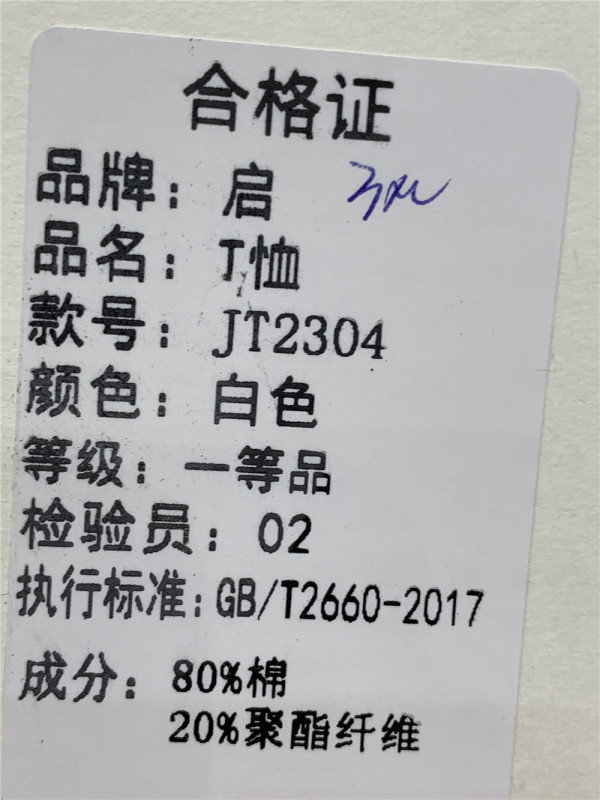 合格证
品牌：启
品名：T恤
款号：JT2304
颜色：白色
等级：一等品
检验员：02
执行标准：GB/T2660-2017
成分：80%棉
20%聚酯纤维